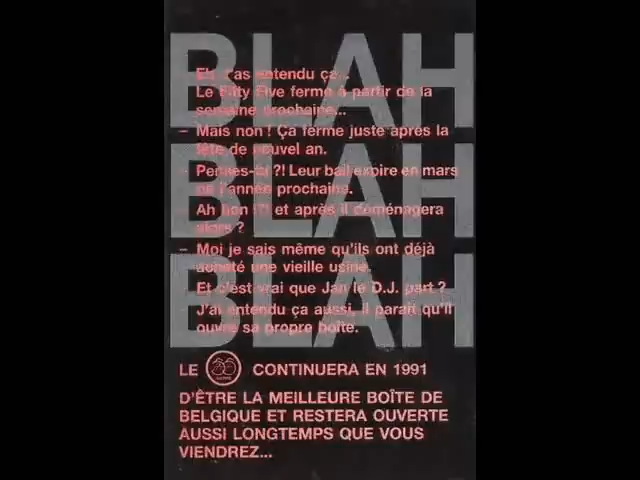 BLAH
BLAH
BLAH
– Eh t'as entendu ça...
Le Fifty Five ferme à partir de la
semaine prochaine...
– Mais non ! Ça ferme juste après la
fête de nouvel an.
– Penses-tu ?! Leur bail expire en mars
de l'année prochaine.
– Ah bon !?! et après il déménagera
alors ?
– Moi je sais même qu'ils ont déjà
acheté une vieille usine.
– Et c'est vrai que Jan le D.J. part ?
– J'ai entendu ça aussi, il paraît qu'il
ouvre sa propre boîte.
LE CONTINUERA EN 1991
D'ÊTRE LA MEILLEURE BOÎTE DE
BELGIQUE ET RESTERA OUVERTE
AUSSI LONGTEMPS QUE VOUS
VIENDREZ...